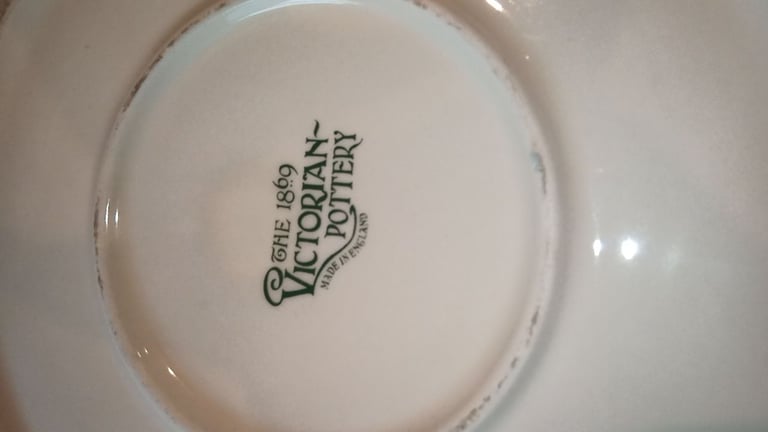 THE 1869
VICTORIAN~
POTTERY
MADE IN ENGLAND